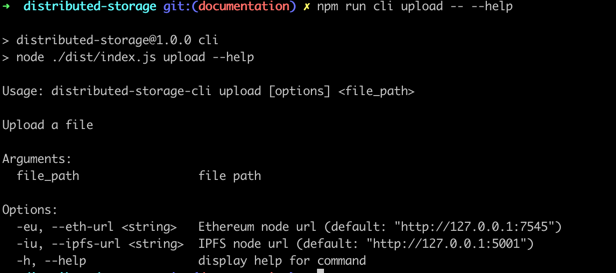 ➜ distributed-storage git:(documentation) ✗ npm run cli upload -- --help
> distributed-storage@1.0.0 cli
> node ./dist/index.js upload --help
Usage: distributed-storage-cli upload [options] <file_path>
Upload a file
Arguments:
file_path file path
Options:
-eu, --eth-url <string> Ethereum node url (default: "http://127.0.0.1:7545")
-iu, --ipfs-url <string> IPFS node url (default: "http://127.0.0.1:5001")
-h, --help display help for command